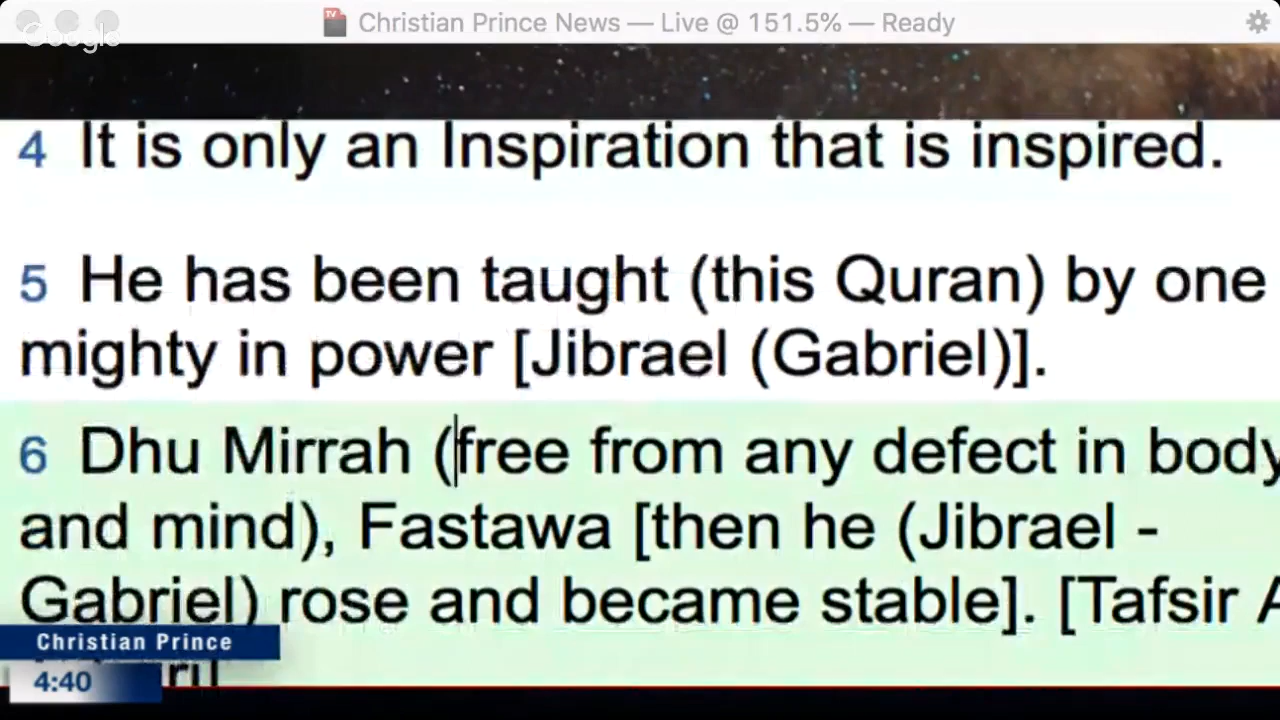 Christian Prince News — Live @ 151.5% — Ready
Google
4 It is only an Inspiration that is inspired.
5 He has been taught (this Quran) by one
mighty in power [Jibrael (Gabriel)].
6 Dhu Mirrah (free from any defect in body
and mind), Fastawa [then he (Jibrael -
Gabriel) rose and became stable]. [Tafsir A
Christian Prince
4:40